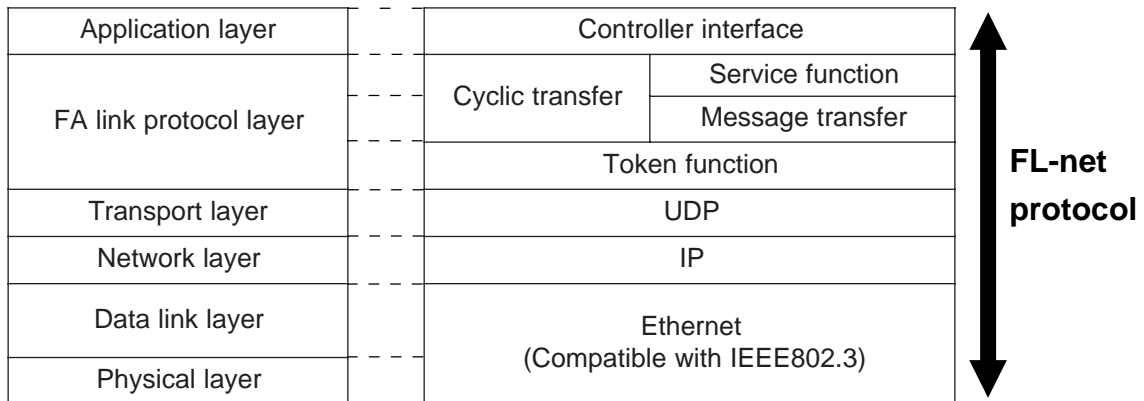 Application layer
Controller interface
FA link protocol layer
Cyclic transfer
Service function
Message transfer
Token function
Transport layer
UDP
Network layer
IP
Data link layer
Physical layer
Ethernet
(Compatible with IEEE802.3)
FL-net
protocol